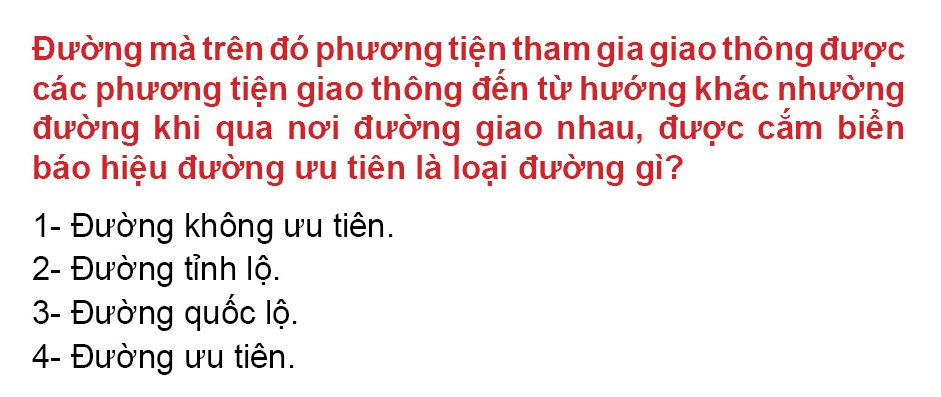 Đường mà trên đó phương tiện tham gia giao thông được
các phương tiện giao thông đến từ hướng khác nhường
đường khi qua nơi đường giao nhau, được cắm biển
báo hiệu đường ưu tiên là loại đường gì?
1- Đường không ưu tiên.
2- Đường tỉnh lộ.
3- Đường quốc lộ.
4- Đường ưu tiên.